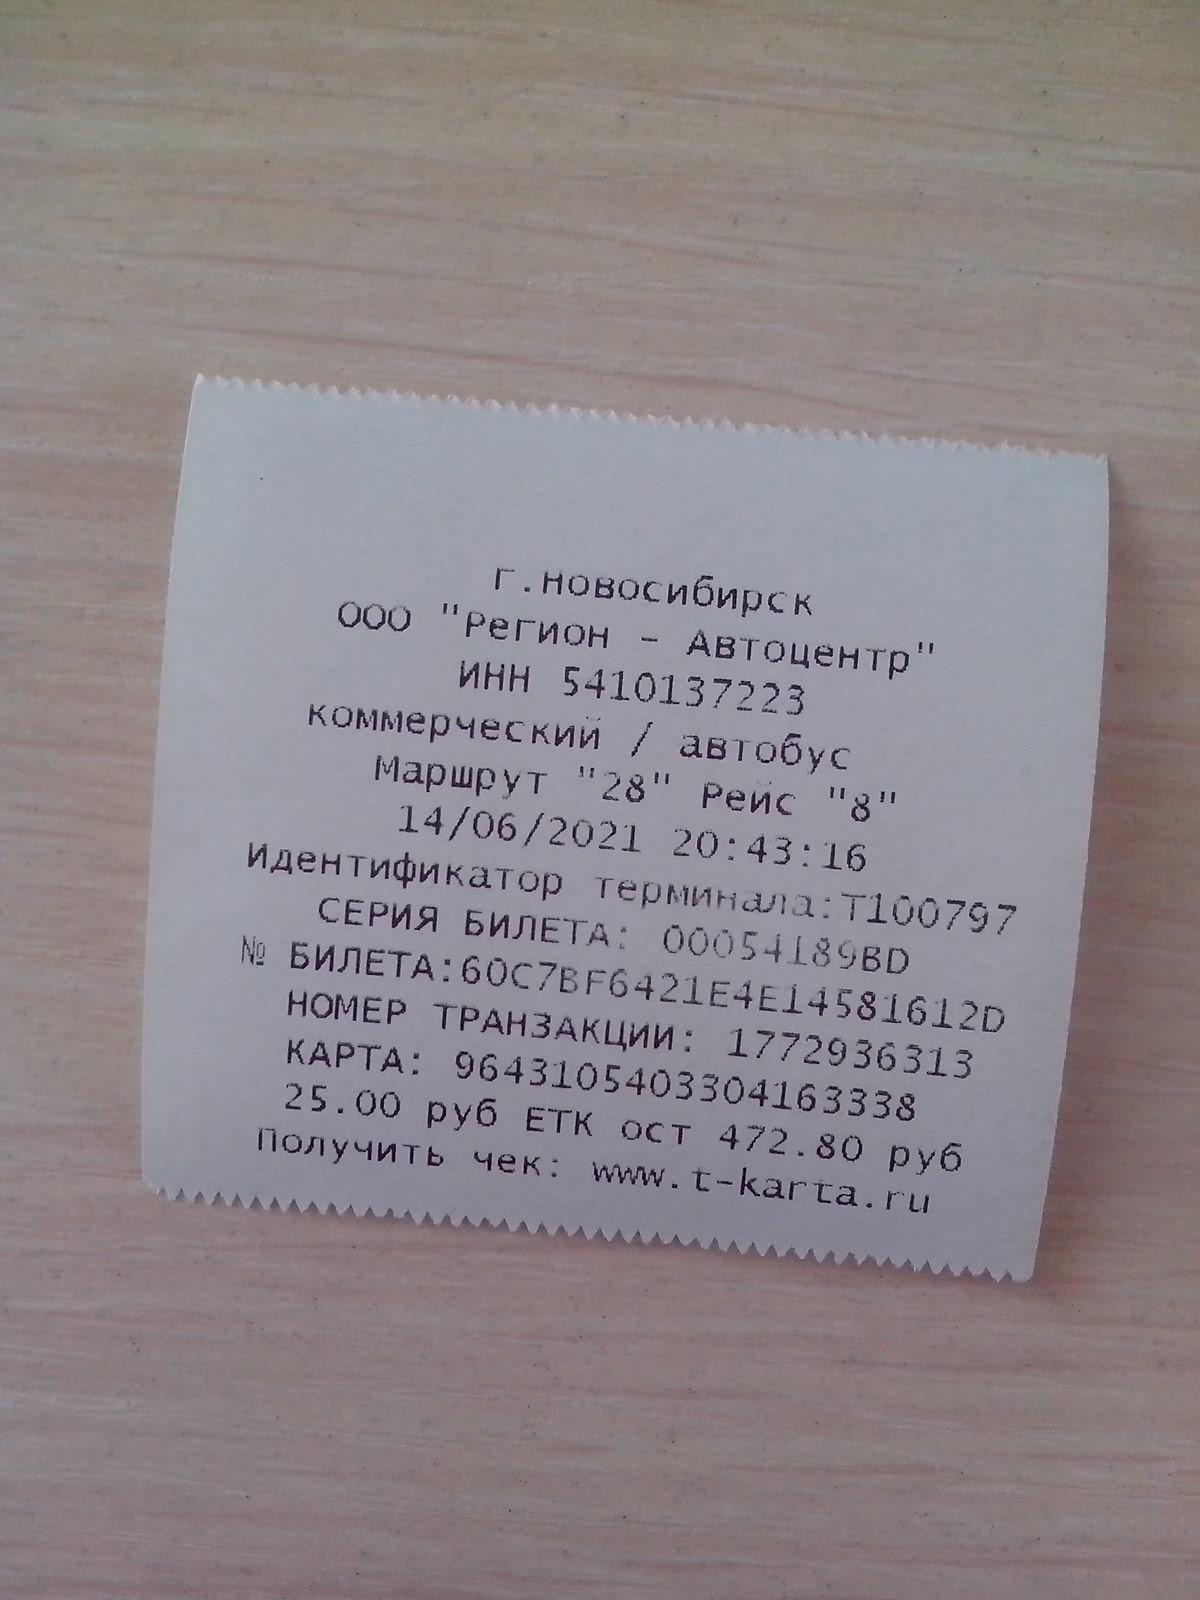 г.Новосибирск
ООО "Регион - Автоцентр"
ИНН 5410137223
коммерческий / автобус
Маршрут "28" Рейс "8"
14/06/2021 20:43:16
Идентификатор терминала:T100797
СЕРИЯ БИЛЕТА: 00054189BD
№ БИЛЕТА:60C7BF6421E4E14581612D
НОМЕР ТРАНЗАКЦИИ: 1772936313
КАРТА: 9643105403304163338
25.00 руб ЕТК ост 472.80 руб
Получить чек: www.t-karta.ru